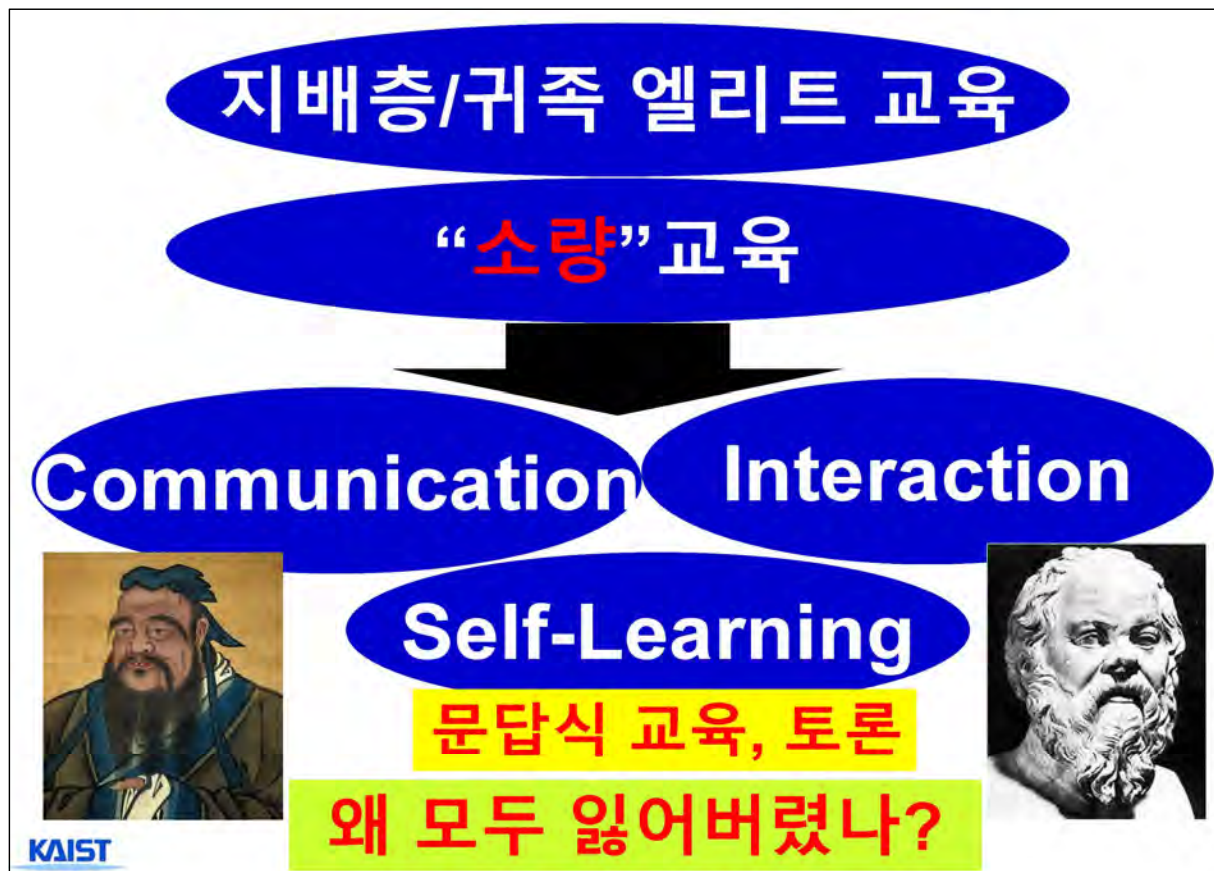 지배층/귀족 엘리트 교육
“소량”교육
Communication
Interaction
Self-Learning
문답식 교육, 토론
왜 모두 잃어버렸나?
KAIST